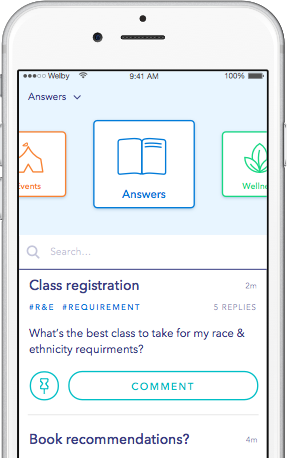 Welby 9:41 AM 100%
Answers
Events Answers Wellne
Search...
Class registration 2m
#R&E #REQUIREMENT 5 REPLIES
What's the best class to take for my race &
ethnicity requirments?
COMMENT
Book recommendations? 4m